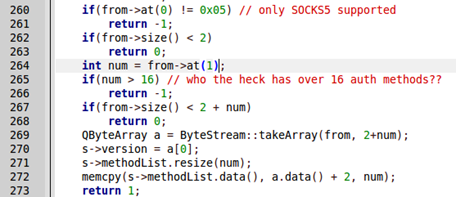 260 if(from->at(0) != 0x05) // only SOCKS5 supported
261 return -1;
262 if(from->size() < 2)
263 return 0;
264 int num = from->at(1);
265 if(num > 16) // who the heck has over 16 auth methods??
266 return -1;
267 if(from->size() < 2 + num)
268 return 0;
269 QByteArray a = ByteStream::takeArray(from, 2+num);
270 s->version = a[0];
271 s->methodList.resize(num);
272 memcpy(s->methodList.data(), a.data() + 2, num);
273 return 1;